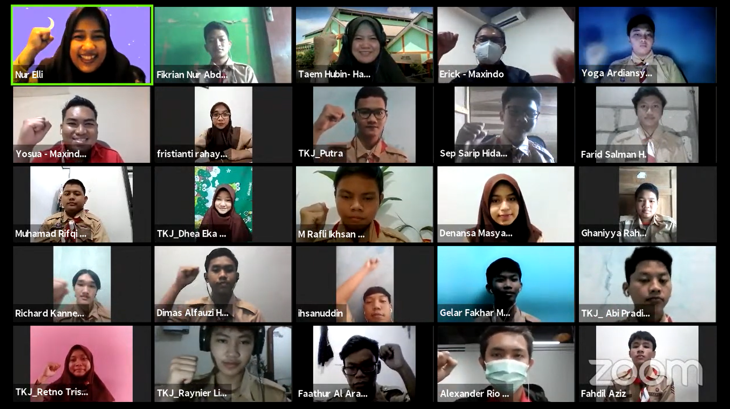 Nur Elli
Fikrian Nur Abd...
Taem Hubin- Ha...
Erick - Maxindo
Yoga Ardiansy...
Yosua - Maxind...
fristianti rahay...
TKJ_Putra
Sep Sarip Hida...
Farid Salman H.
Muhamad Rifqi ...
TKJ_Dhea Eka ...
M Rafli Ikhsan ...
Denansa Masya...
Ghaniyya Rah...
Richard Kanne...
Dimas Alfauzi H...
ihsanuddin
Gelar Fakhar M...
TKJ_ Abi Pradi...
TKJ_Retno Tris...
TKJ_Raynier Li...
Faathur Al Ara...
Alexander Rio ...
Fahdil Aziz
zoom